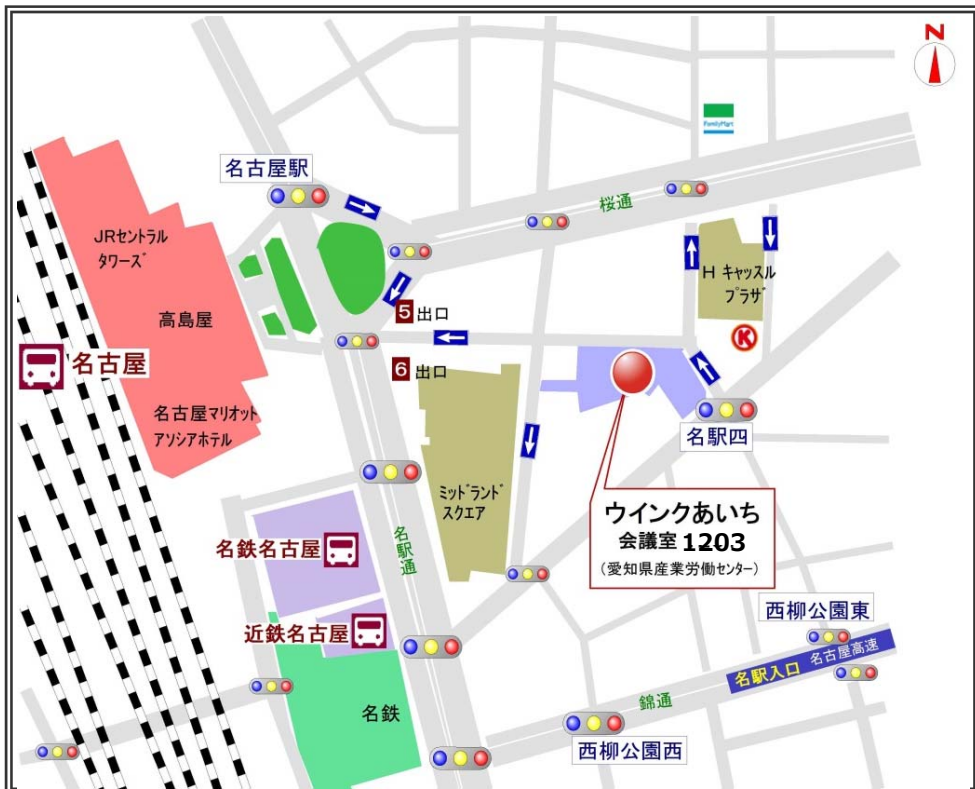 N
名古屋駅
FamilyMart
桜通
JRセントラル
タワーズ
高島屋
H キャッスル
プラザ
5 出口
名古屋
6 出口
K
名古屋マリオット
アソシアホテル
名駅四
ミッドランド
スクエア
ウインクあいち
会議室 1203
(愛知県産業労働センター)
名駅通
名鉄名古屋
近鉄名古屋
西柳公園東
名駅入口 名古屋高速
錦通
名鉄
西柳公園西